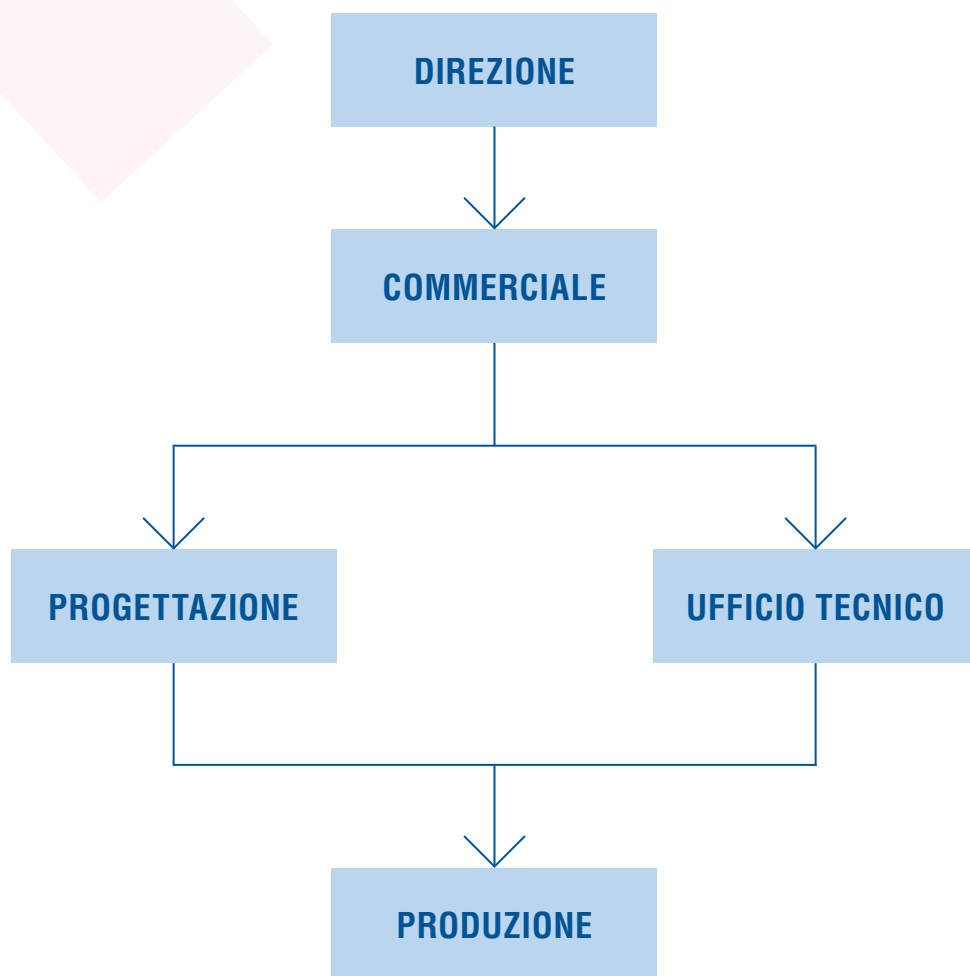 DIREZIONE
COMMERCIALE
PROGETTAZIONE
UFFICIO TECNICO
PRODUZIONE